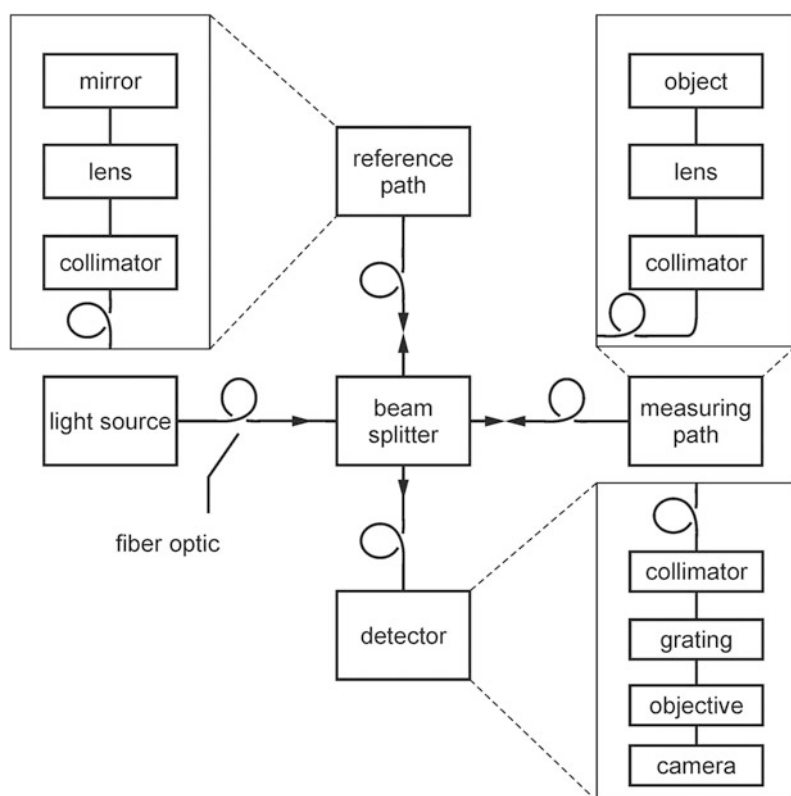 mirror
lens
collimator
reference
path
object
lens
collimator
light source
beam
splitter
measuring
path
fiber optic
detector
collimator
grating
objective
camera